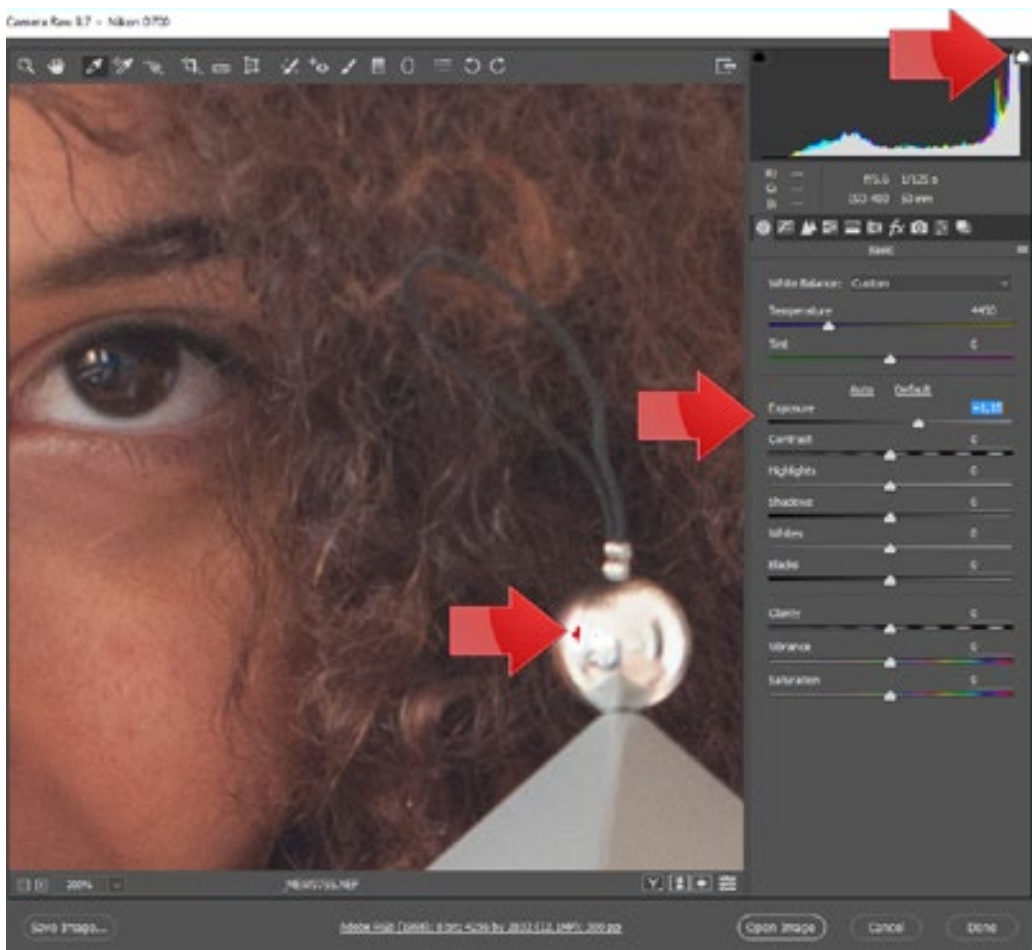 Camera Raw 9.7 - Nikon D700
f/5.6 1/125 s
ISO 400 50 mm
Basic
White Balance: Custom
Temperature 4400
Tint 0
Auto Default
Exposure
Contrast 0
Highlights 0
Shadows 0
Whites 0
Blacks 0
Clarity 0
Vibrance 0
Saturation 0
200%
Save Image...
Open Image
Cancel
Done